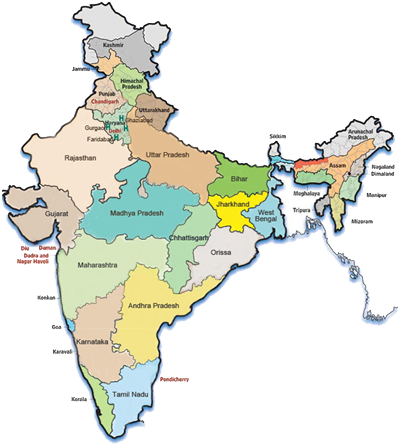 Kashmir
Jammu
Himachal
Pradesh
Punjab
Chandigarh
Uttarakhand
Haryana
Ghaziabad
Gurgaon
Delhi
Faridabad
H
H
H
H
Rajasthan
Uttar Pradesh
Sikkim
Arunachal
Pradesh
Assam
Nagaland
Dimaland
Meghalaya
Manipur
Tripura
Mizoram
Bihar
Jharkhand
West
Bengal
Gujarat
Madhya Pradesh
Chhattisgarh
Diu
Daman
Dadra and
Nagar Haveli
Maharashtra
Orissa
Konkan
Goa
Andhra Pradesh
Karavali
Karnataka
Pondicherry
Kerala
Tamil Nadu